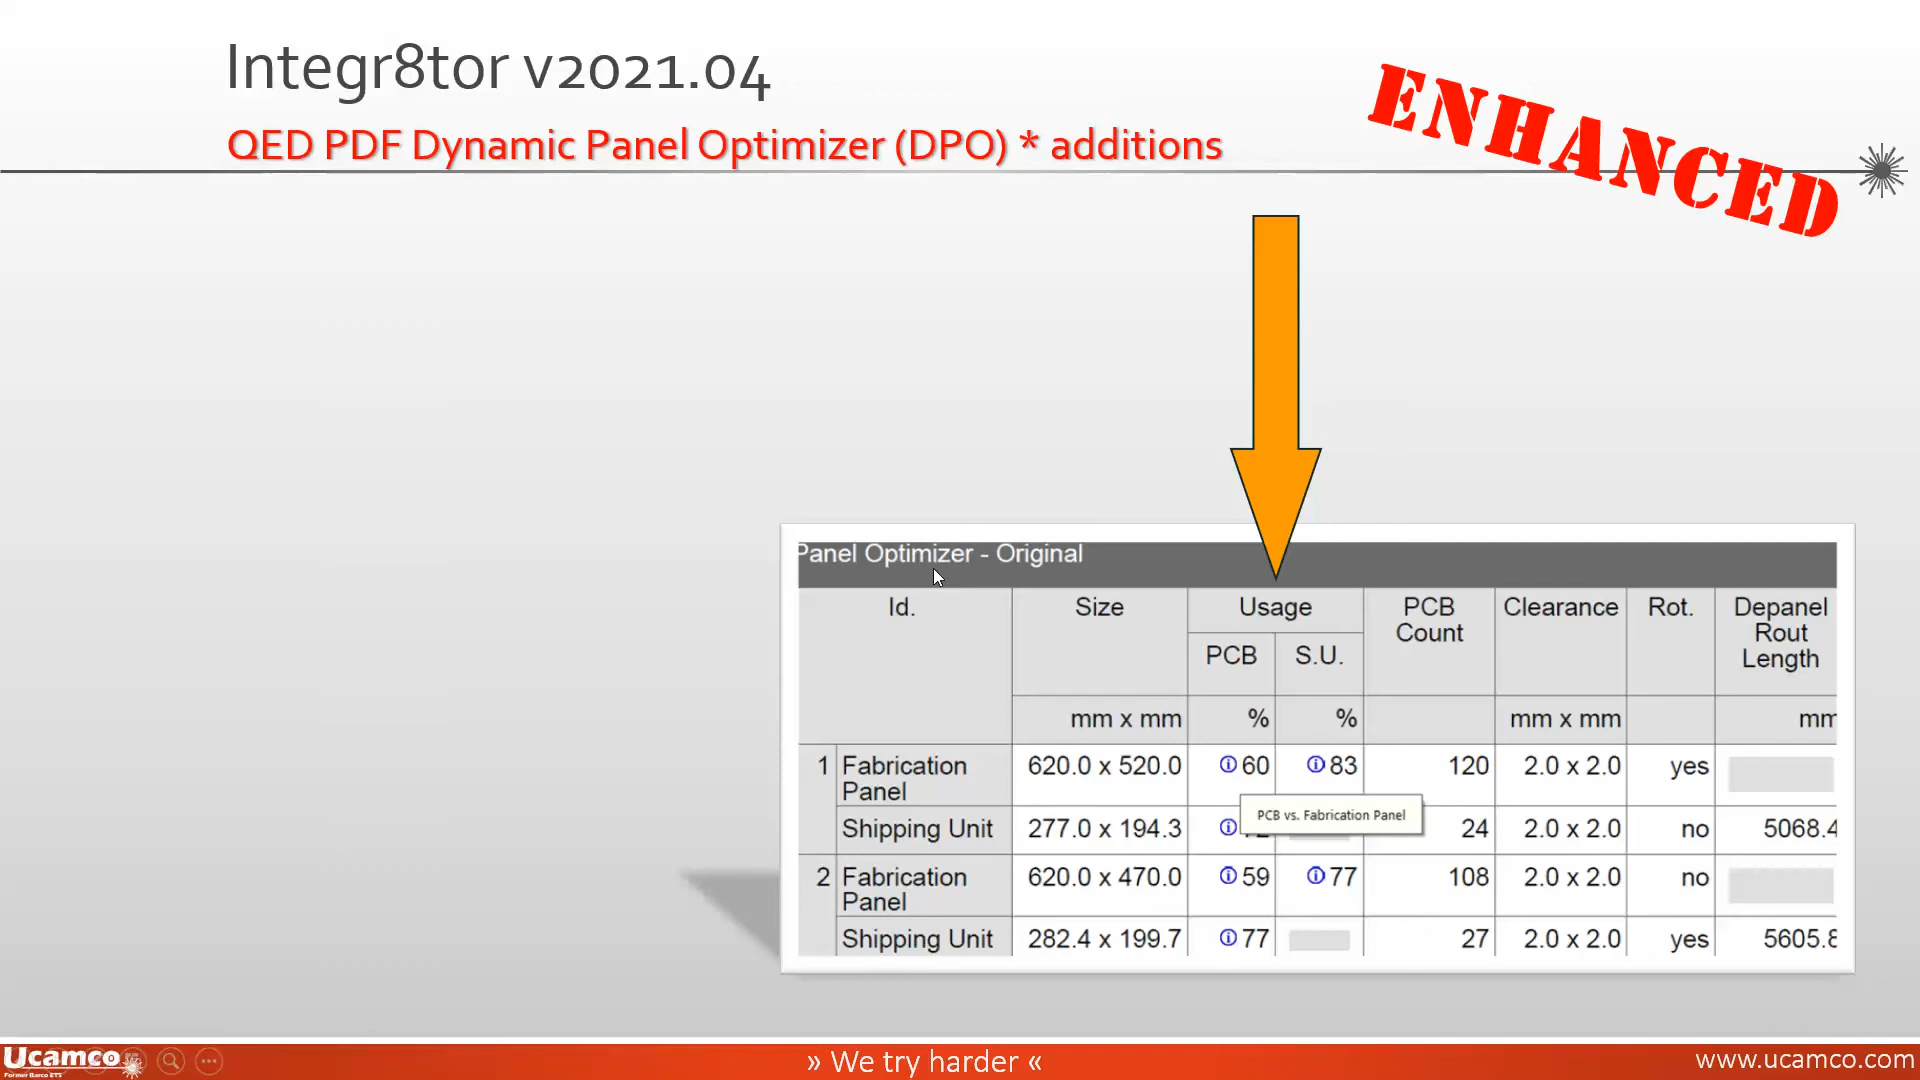 Integr8tor v2021.04
ENHANCED
QED PDF Dynamic Panel Optimizer (DPO) * additions
Panel Optimizer - Original
Id. Size Usage PCB Count Clearance Rot. Depanel Rout Length
PCB S.U.
mm x mm % % mm x mm mm
1 Fabrication Panel 620.0 x 520.0 60 83 120 2.0 x 2.0 yes
PCB vs. Fabrication Panel
Shipping Unit 277.0 x 194.3 24 2.0 x 2.0 no 5068.4
2 Fabrication Panel 620.0 x 470.0 59 77 108 2.0 x 2.0 no
Shipping Unit 282.4 x 199.7 77 27 2.0 x 2.0 yes 5605.8
Ucamco
Former Barco ETS
» We try harder «
www.ucamco.com